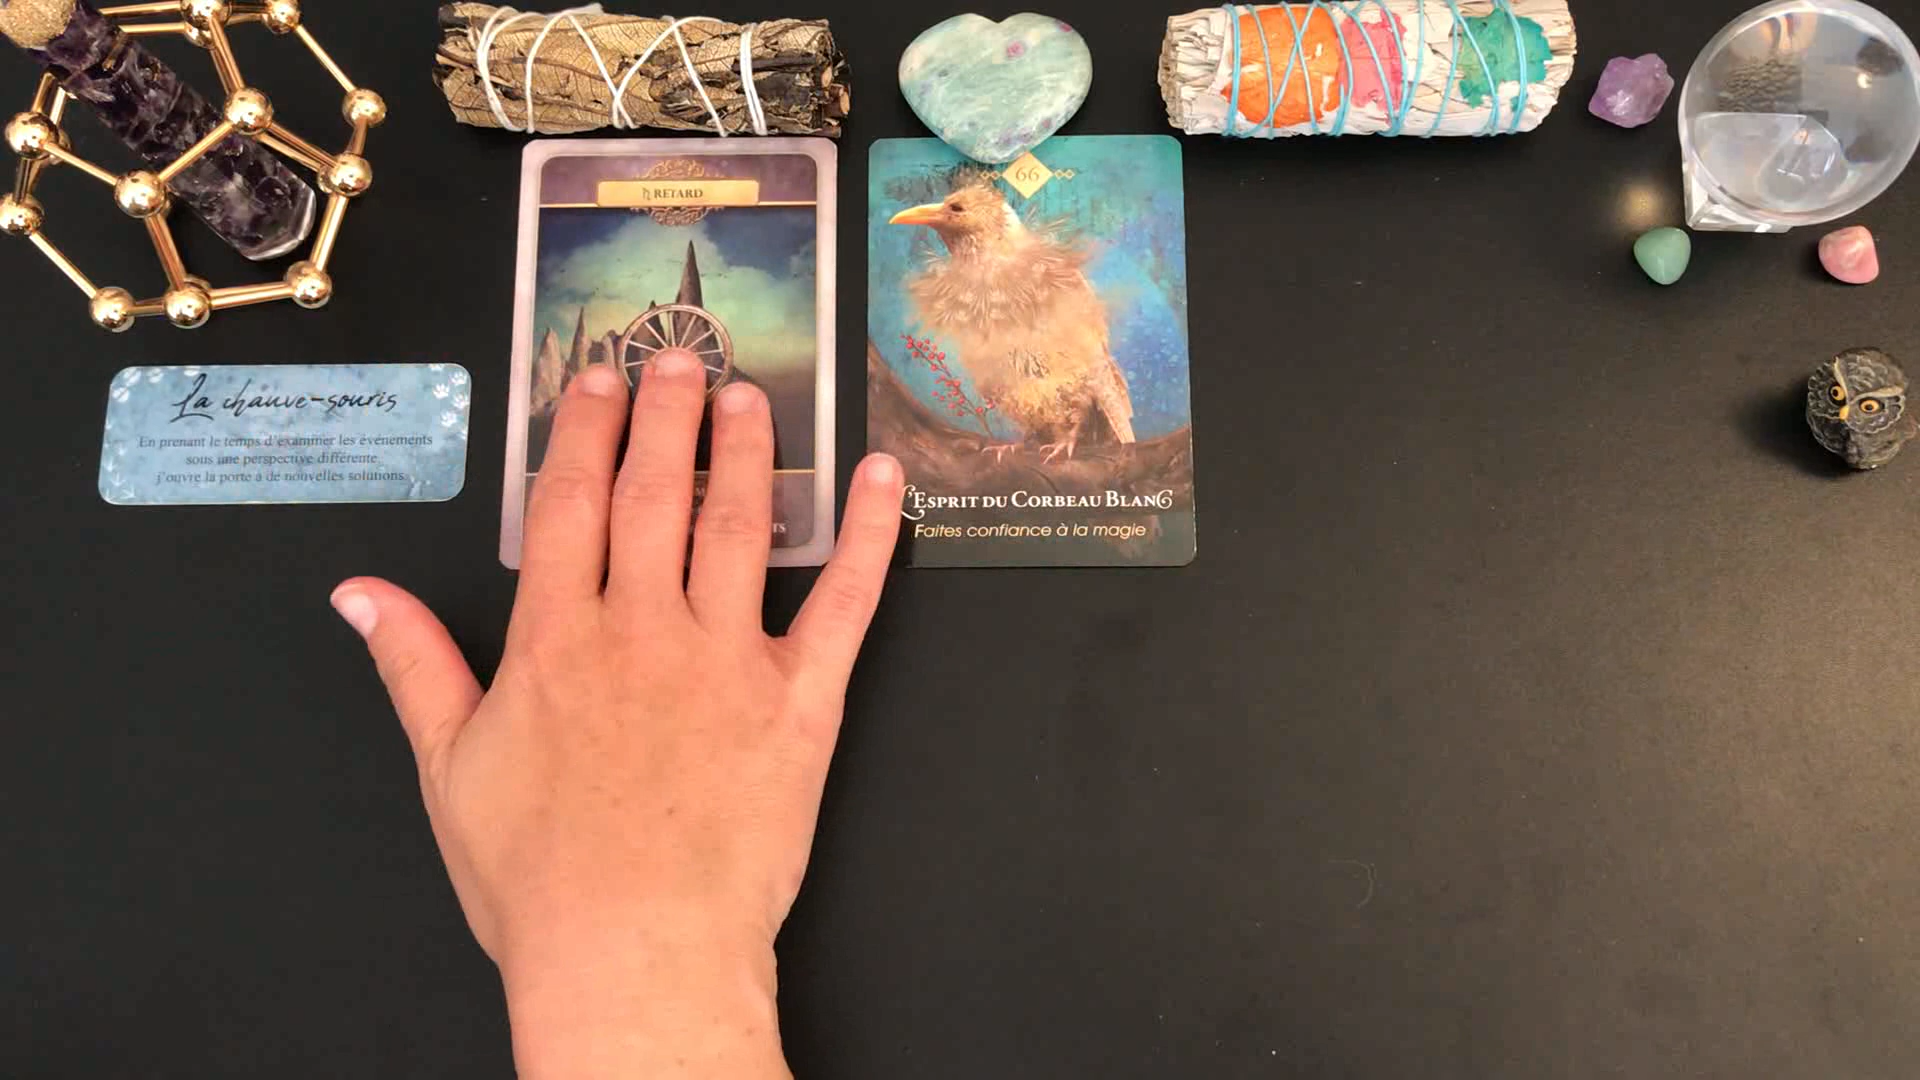 La chauve-souris
En prenant le temps d'examiner les événements
sous une perspective différente,
j'ouvre la porte à de nouvelles solutions.
♄ RETARD
66
L'ESPRIT DU CORBEAU BLANC
Faites confiance à la magie